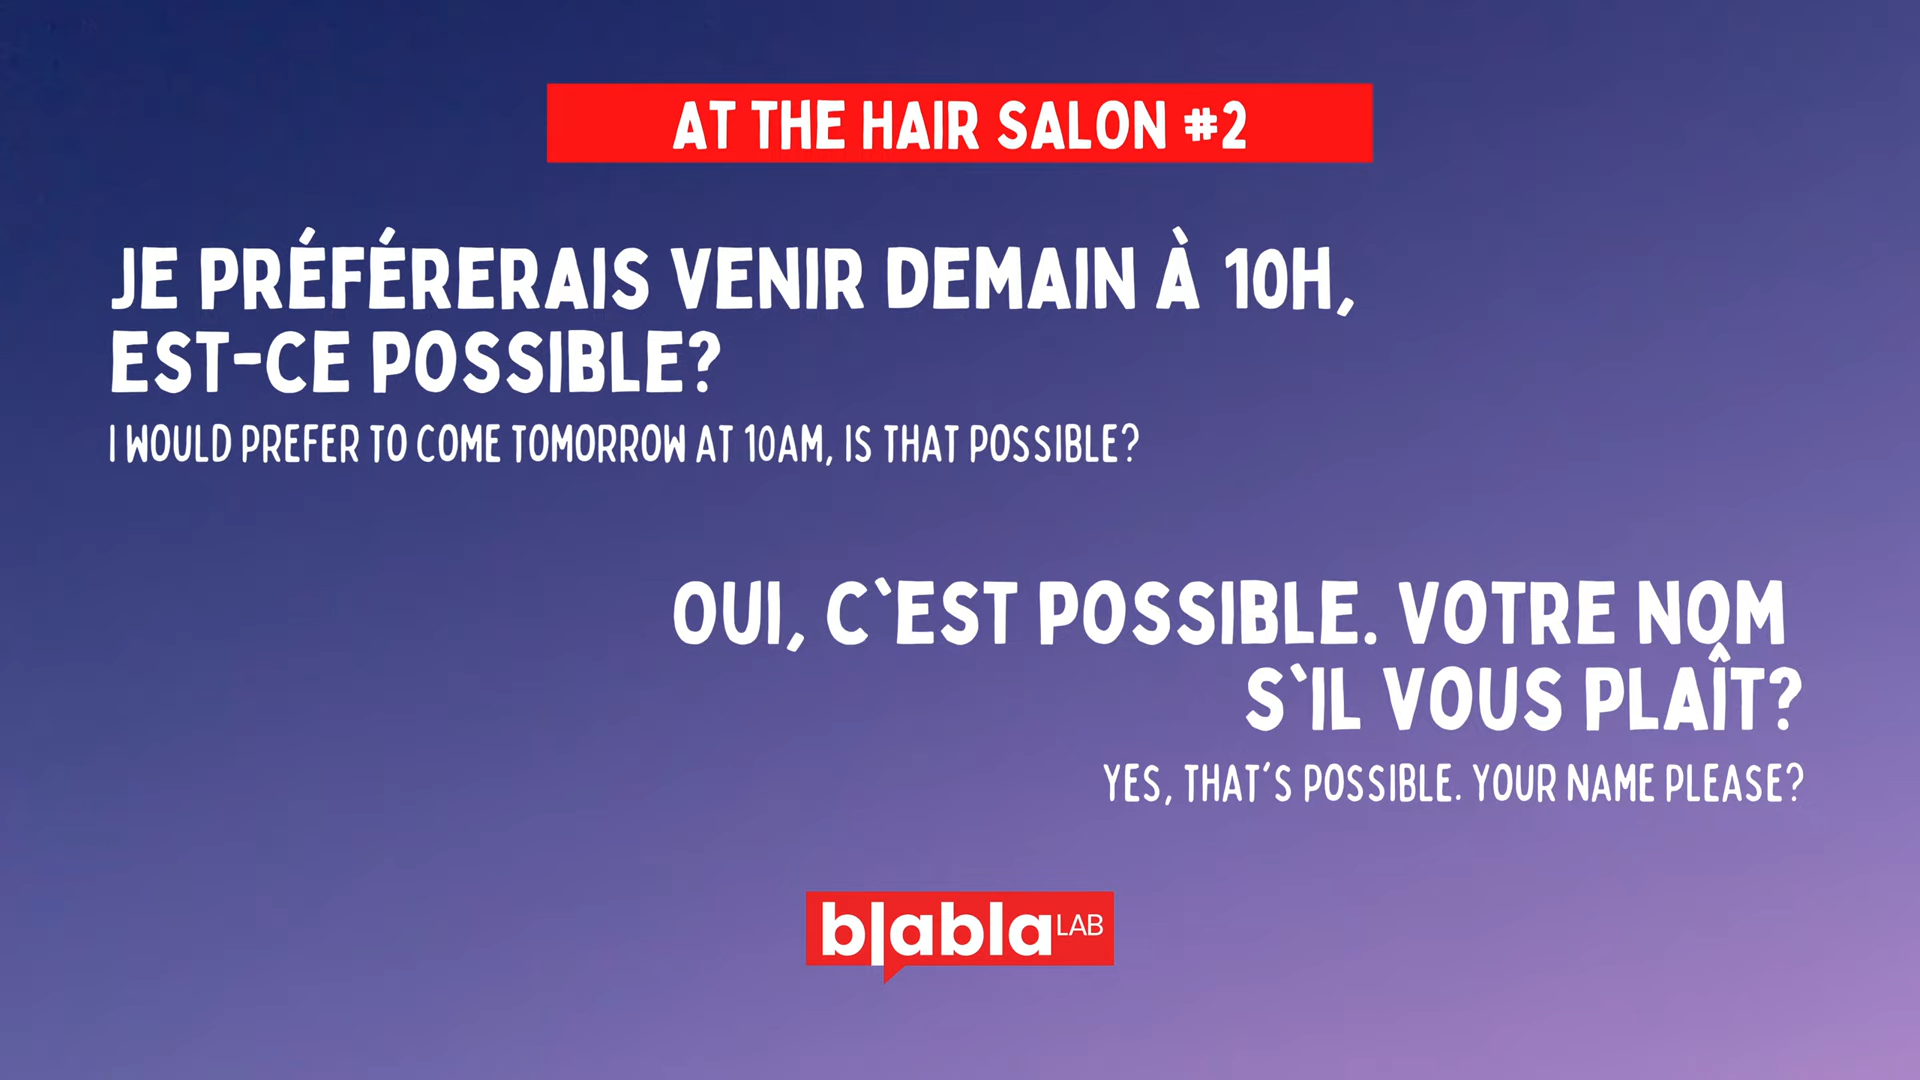 AT THE HAIR SALON #2
JE PRÉFÉRERAIS VENIR DEMAIN À 10H,
EST-CE POSSIBLE?
I WOULD PREFER TO COME TOMORROW AT 10AM, IS THAT POSSIBLE?
OUI, C`EST POSSIBLE. VOTRE NOM
S`IL VOUS PLAÎT?
YES, THAT'S POSSIBLE. YOUR NAME PLEASE?
blabla LAB